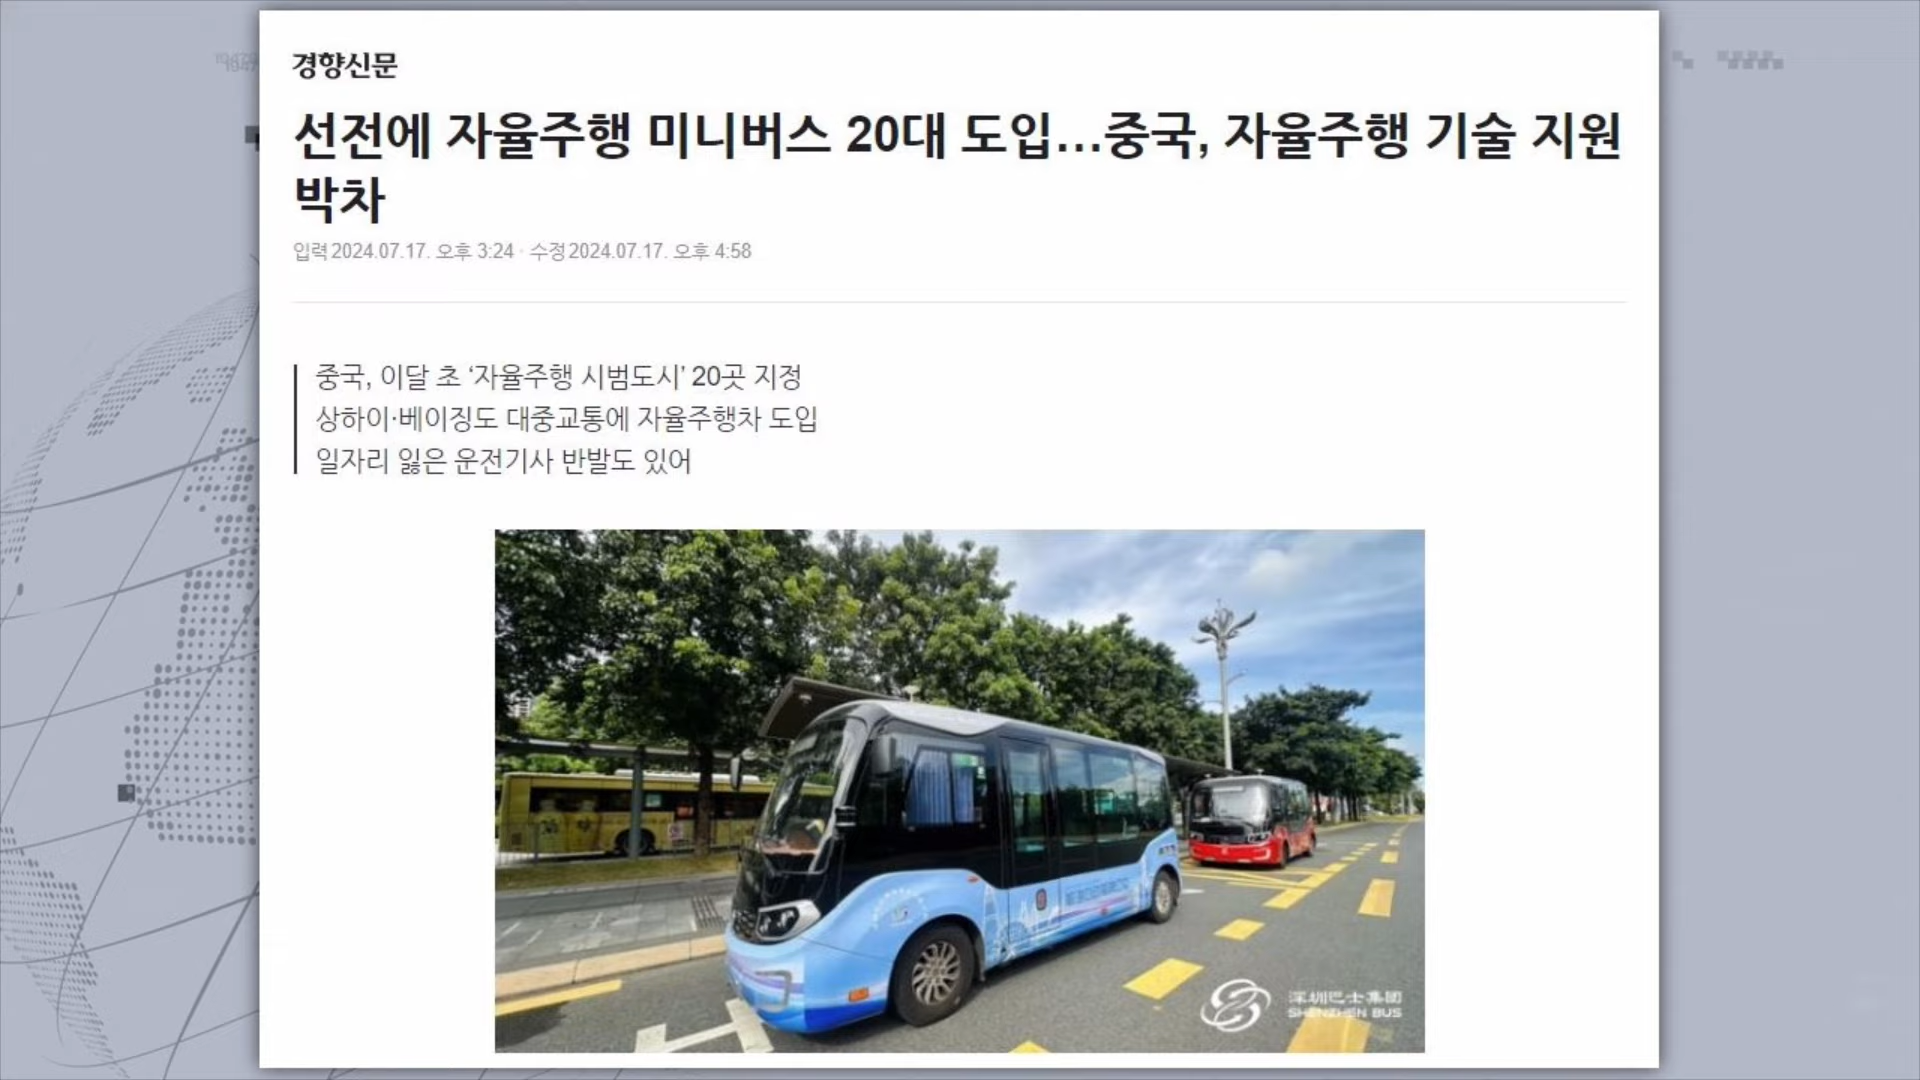 경향신문
선전에 자율주행 미니버스 20대 도입...중국, 자율주행 기술 지원
박차
입력 2024.07.17. 오후 3:24 · 수정 2024.07.17. 오후 4:58
중국, 이달 초 ‘자율주행 시범도시’ 20곳 지정
상하이·베이징도 대중교통에 자율주행차 도입
일자리 잃은 운전기사 반발도 있어
深圳巴士集团
SHENZHEN BUS